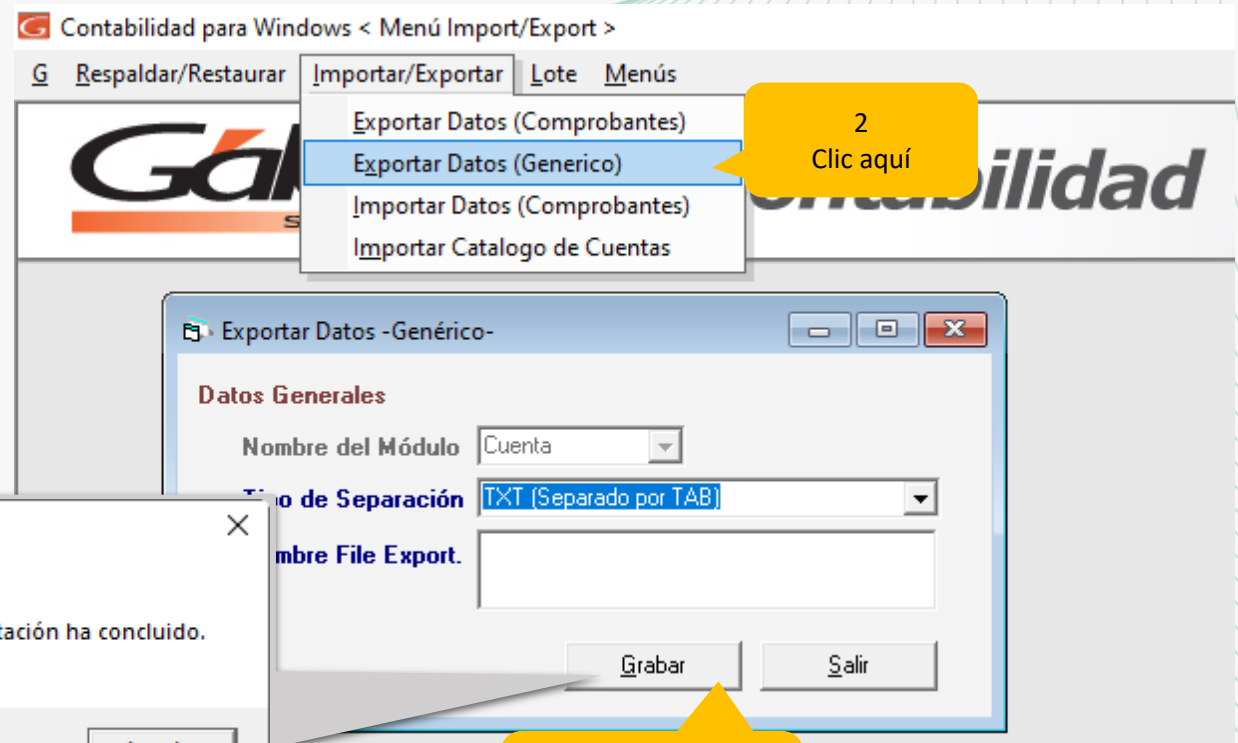 Contabilidad para Windows < Menú Import/Export >
G Respaldar/Restaurar Importar/Exportar Lote Menús
Exportar Datos (Comprobantes)
Exportar Datos (Generico)
Importar Datos (Comprobantes)
Importar Catalogo de Cuentas
2
Clic aquí
bilidad
Exportar Datos -Genérico-
Datos Generales
Nombre del Módulo Cuenta
de Separación TXT (Separado por TAB)
mbre File Export.
tación ha concluido.
Grabar Salir